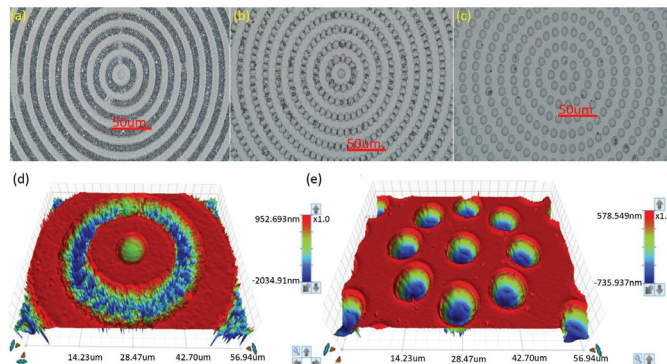 (a)
50um
(b)
50um
(c)
50um
(d)
952.693nm
x1.0
-2034.91nm
14.23um
28.47um
42.70um
56.94um
(e)
578.549nm
x1.
-735.937nm
14.23um
28.47um
42.70um
56.94um